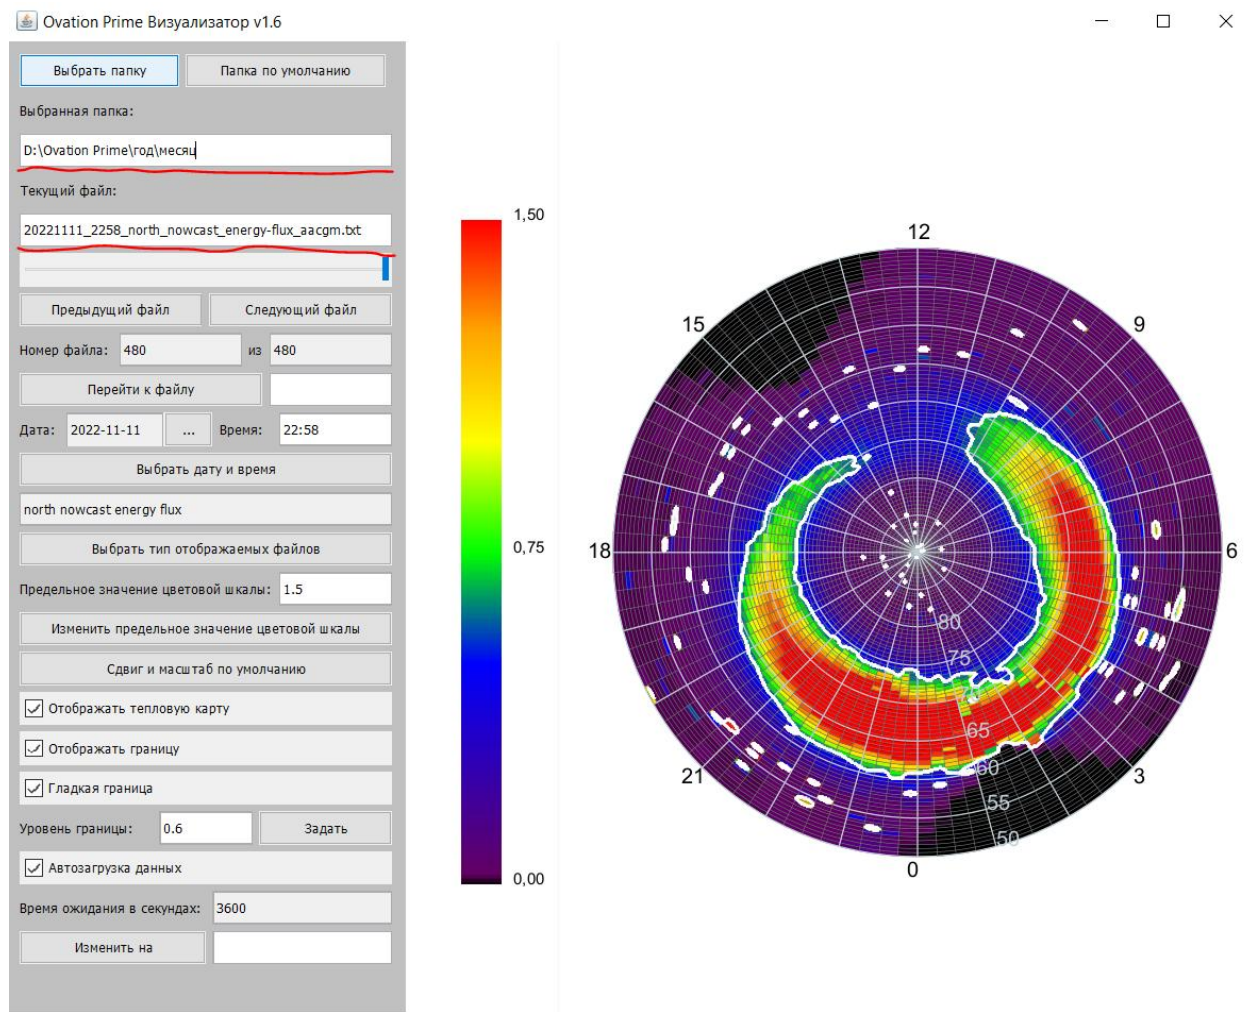 Ovation Prime Визуализатор v1.6
Выбрать папку Папка по умолчанию
Выбранная папка:
D:\Ovation Prime\год\месяц
Текущий файл:
20221111_2258_north_nowcast_energy-flux_aacgm.txt
Предыдущий файл Следующий файл
Номер файла: 480 из 480
Перейти к файлу
Дата: 2022-11-11 ... Время: 22:58
Выбрать дату и время
north nowcast energy flux
Выбрать тип отображаемых файлов
Предельное значение цветовой шкалы: 1.5
Изменить предельное значение цветовой шкалы
Сдвиг и масштаб по умолчанию
Отображать тепловую карту
Отображать границу
Гладкая граница
Уровень границы: 0.6 Задать
Автозагрузка данных
Время ожидания в секундах: 3600
Изменить на
1,50
0,75
0,00
12
15 9
18 6
80
75
70
65
60
21 3
55
50
0